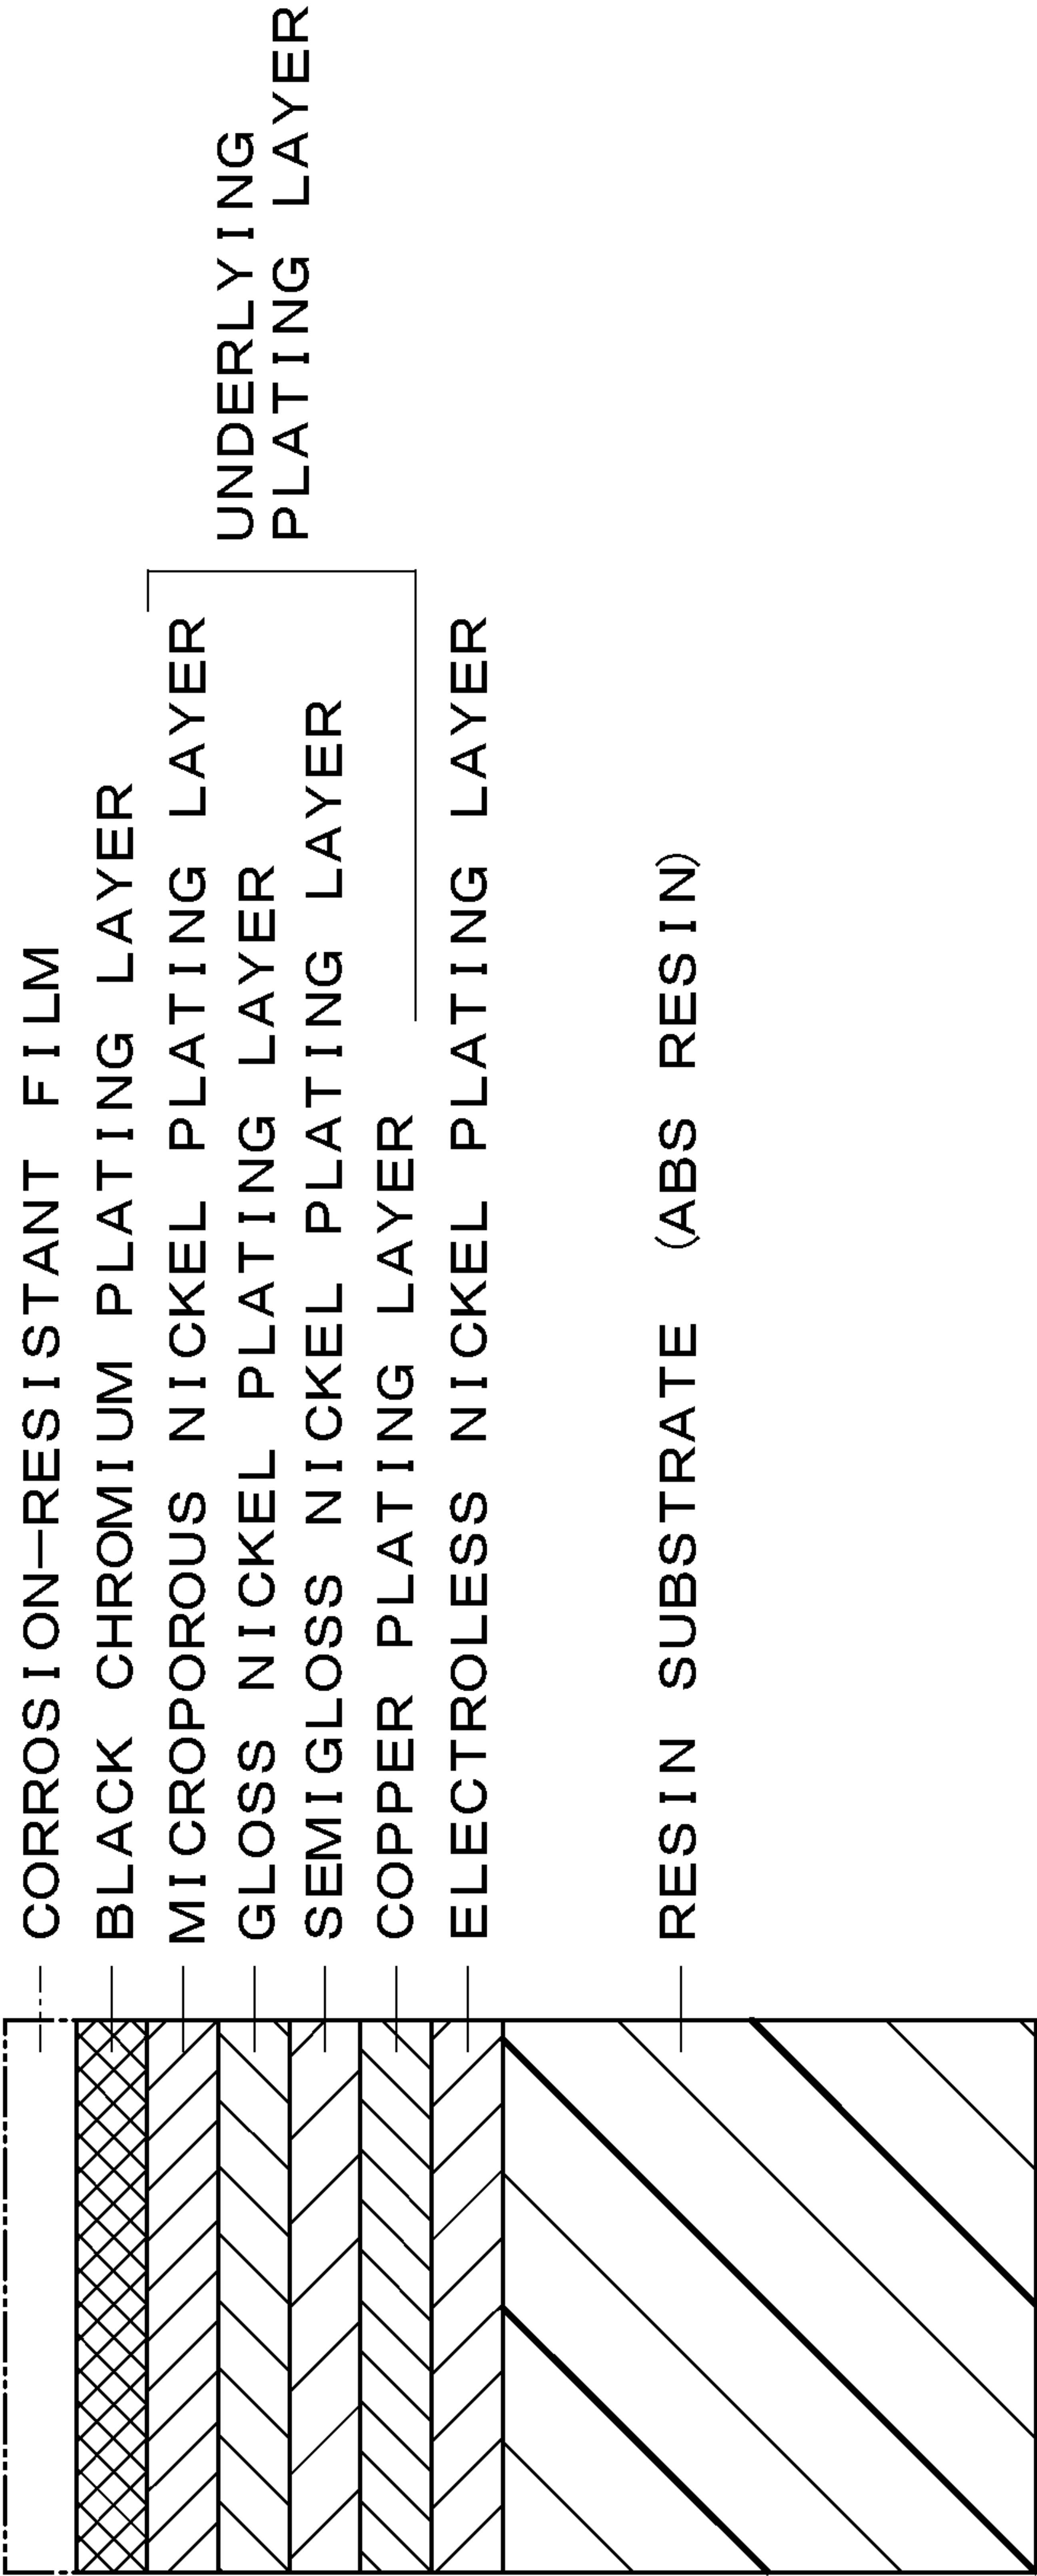 CORROSION-RESISTANT FILM
BLACK CHROMIUM PLATING LAYER
MICROPOROUS NICKEL PLATING LAYER
GLOSS NICKEL PLATING LAYER
SEMIGLOSS NICKEL PLATING LAYER
COPPER PLATING LAYER
ELECTROLESS NICKEL PLATING LAYER
RESIN SUBSTRATE (ABS RESIN)
UNDERLYING
PLATING LAYER